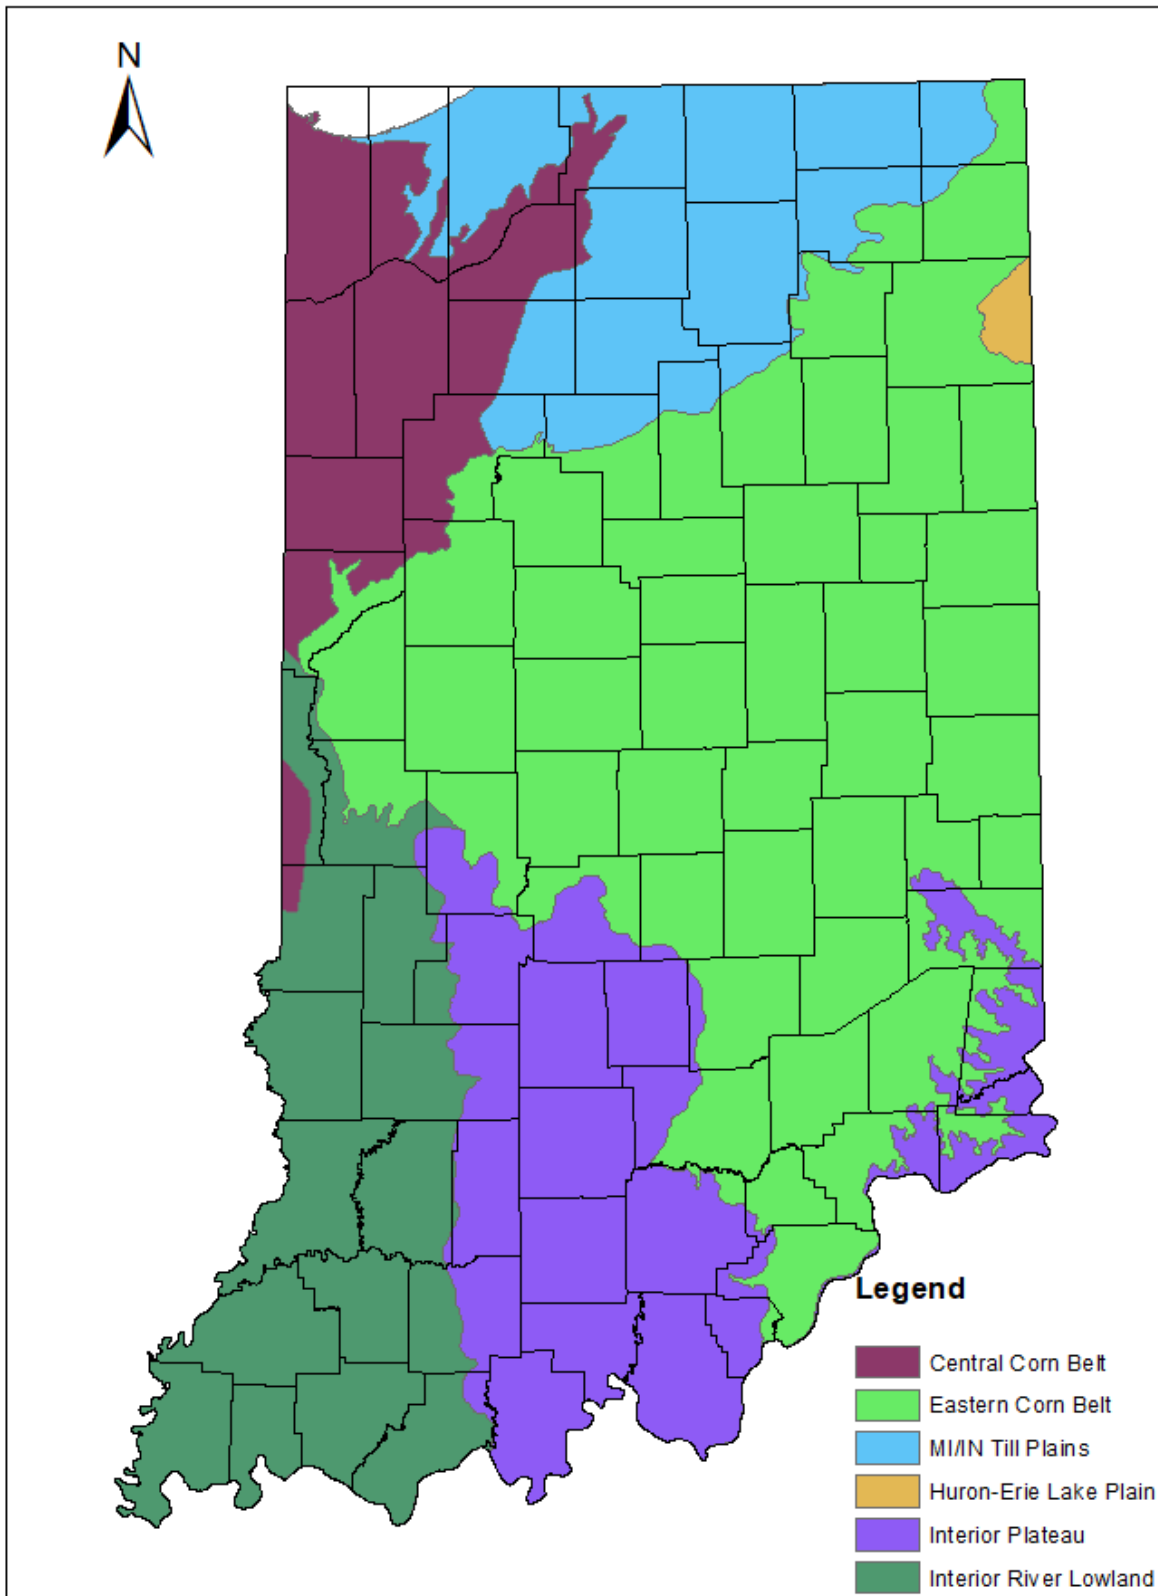 N
Legend
Central Corn Belt
Eastern Corn Belt
MI/IN Till Plains
Huron-Erie Lake Plain
Interior Plateau
Interior River Lowland